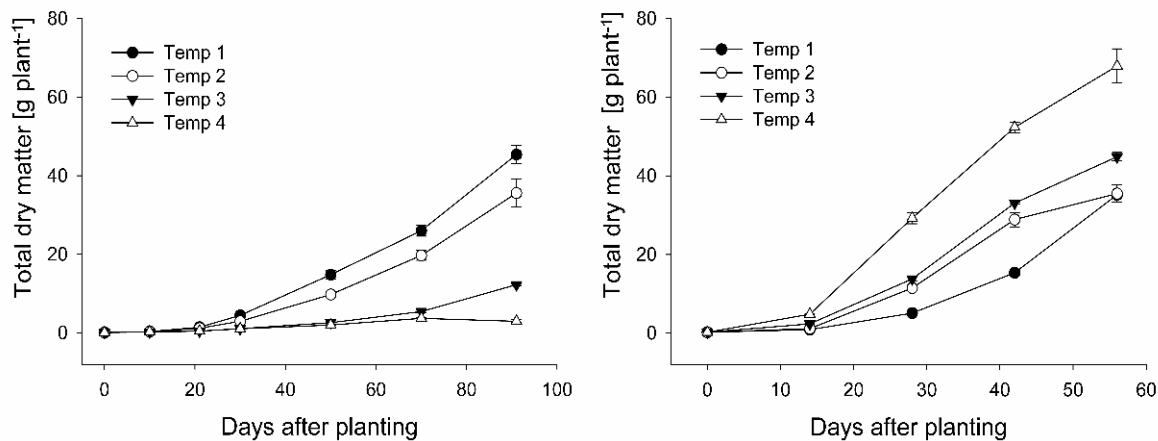 80
60
40
20
0
Total dry matter [g plant⁻¹]
Temp 1
Temp 2
Temp 3
Temp 4
0 20 40 60 80 100
Days after planting
80
60
40
20
0
Total dry matter [g plant⁻¹]
Temp 1
Temp 2
Temp 3
Temp 4
0 10 20 30 40 50 60
Days after planting